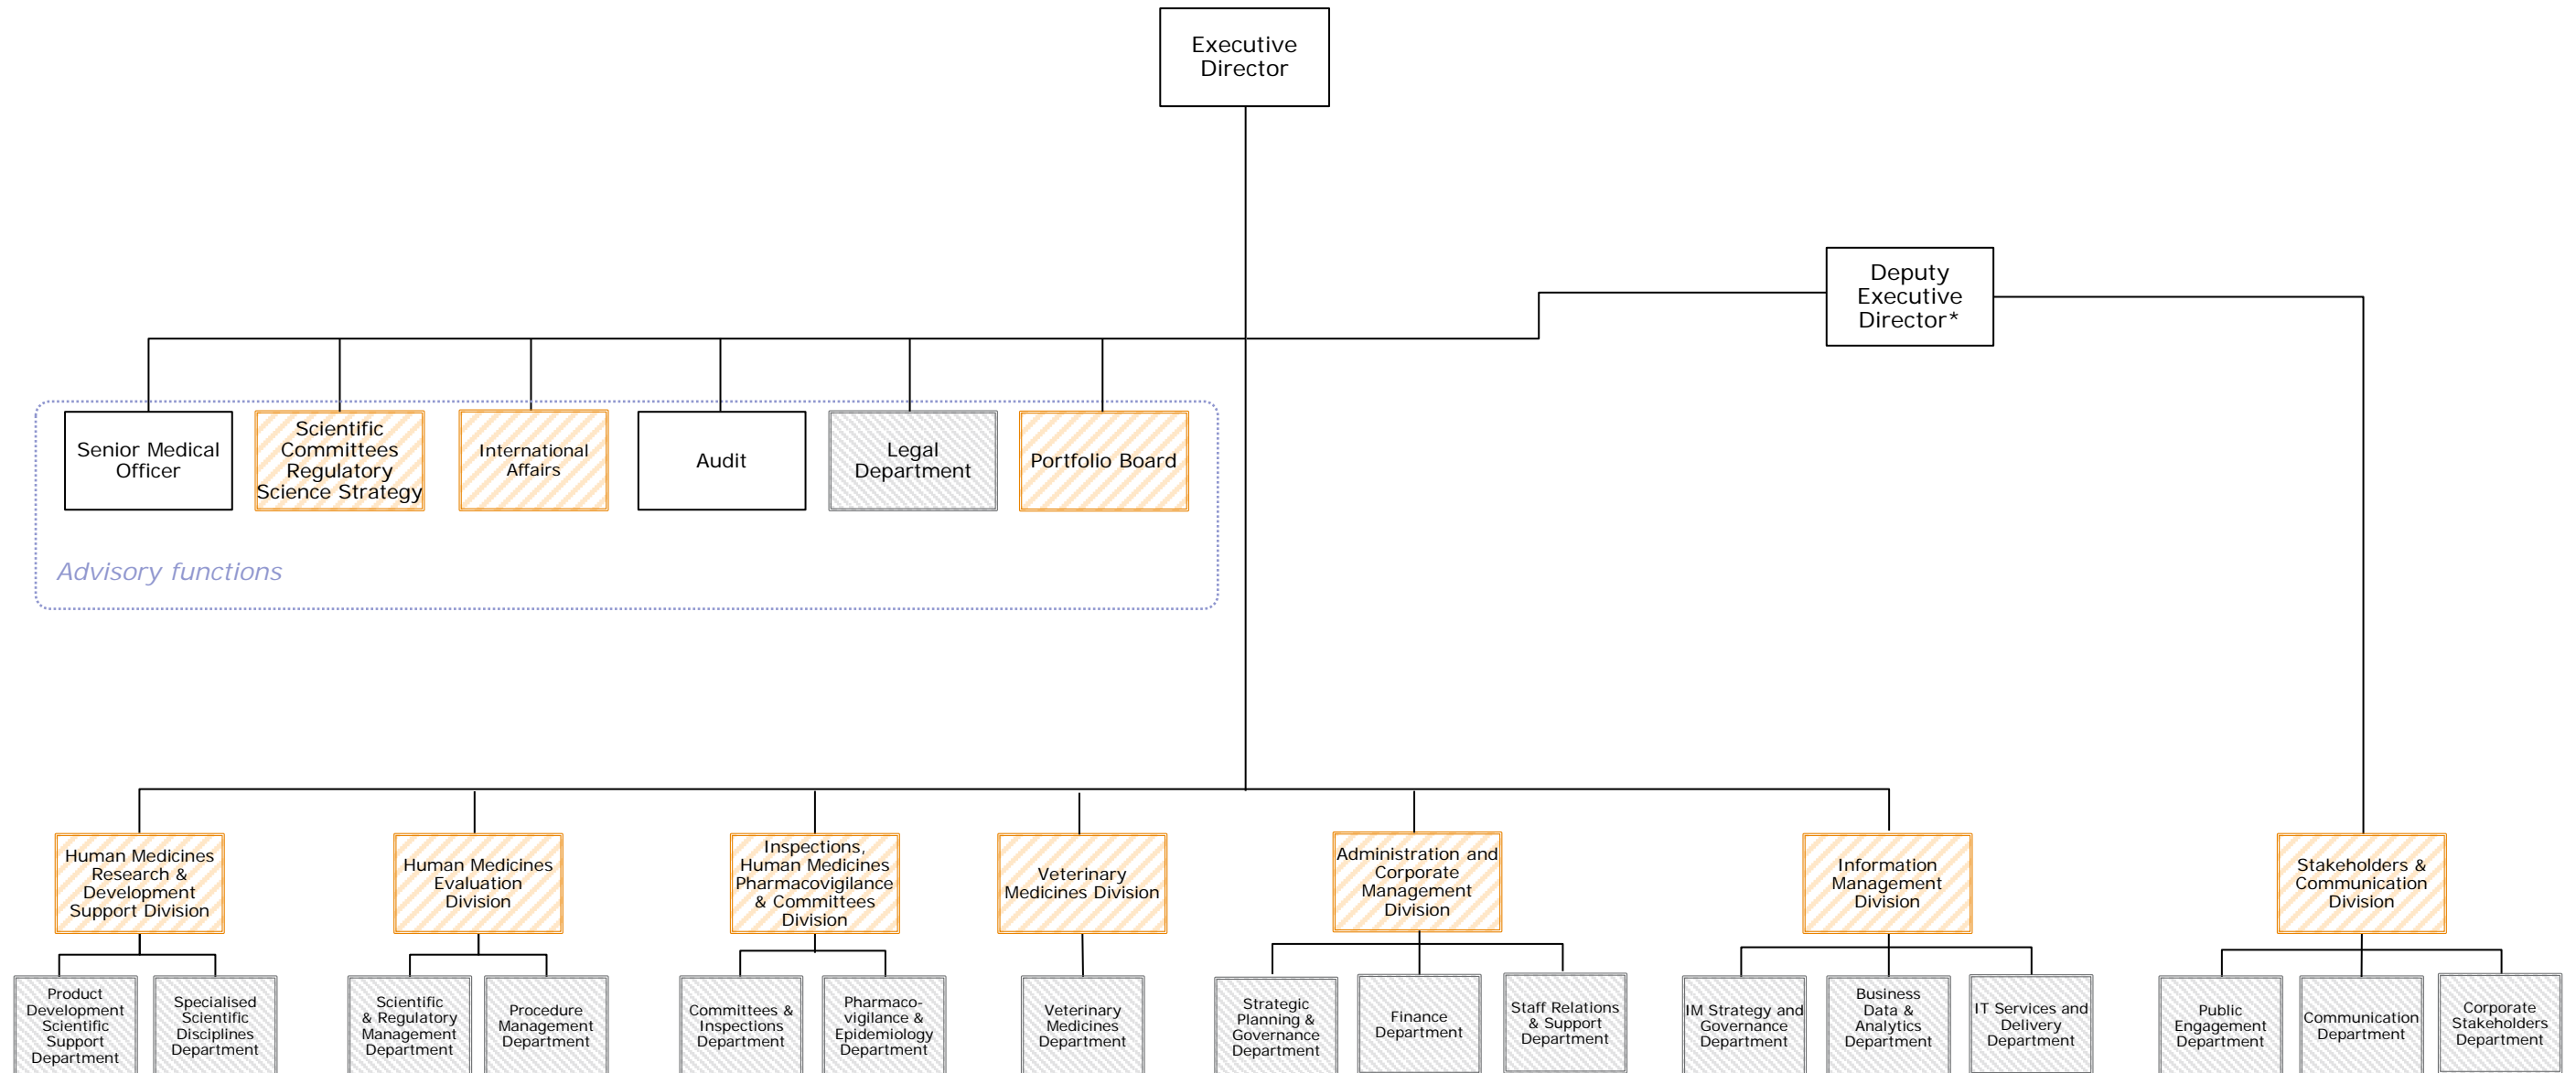 Executive
Director
Deputy
Executive
Director*
Senior Medical
Officer
Scientific
Committees
Regulatory
Science Strategy
International
Affairs
Audit
Legal
Department
Portfolio Board
Advisory functions
Human Medicines
Research &
Development
Support Division
Human Medicines
Evaluation
Division
Inspections,
Human Medicines
Pharmacovigilance
& Committees
Division
Veterinary
Medicines Division
Administration and
Corporate
Management
Division
Information
Management
Division
Stakeholders &
Communication
Division
Product
Development
Scientific
Support
Department
Specialised
Scientific
Disciplines
Department
Scientific
& Regulatory
Management
Department
Procedure
Management
Department
Committees &
Inspections
Department
Pharmaco-
vigilance &
Epidemiology
Department
Veterinary
Medicines
Department
Strategic
Planning &
Governance
Department
Finance
Department
Staff Relations
& Support
Department
IM Strategy and
Governance
Department
Business
Data &
Analytics
Department
IT Services and
Delivery
Department
Public
Engagement
Department
Communication
Department
Corporate
Stakeholders
Department